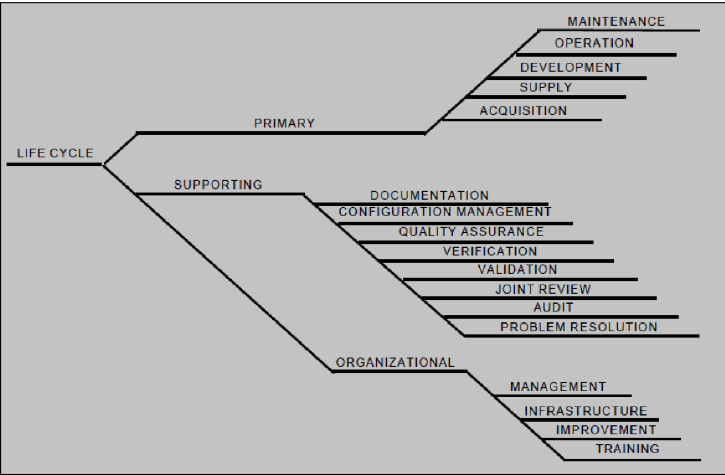 MAINTENANCE
OPERATION
DEVELOPMENT
SUPPLY
ACQUISITION
PRIMARY
LIFE CYCLE
SUPPORTING
DOCUMENTATION
CONFIGURATION MANAGEMENT
QUALITY ASSURANCE
VERIFICATION
VALIDATION
JOINT REVIEW
AUDIT
PROBLEM RESOLUTION
ORGANIZATIONAL
MANAGEMENT
INFRASTRUCTURE
IMPROVEMENT
TRAINING